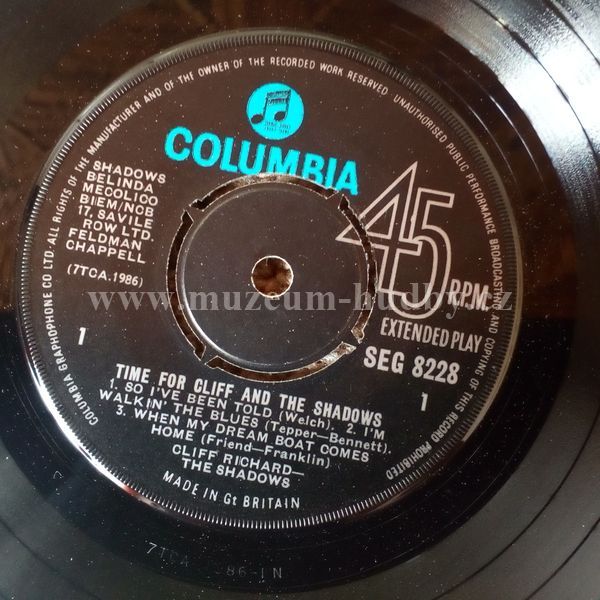 COLUMBIA GRAPHOPHONE CO LTD. ALL RIGHTS OF THE MANUFACTURER AND OF THE OWNER OF THE RECORDED WORK RESERVED. UNAUTHORISED PUBLIC PERFORMANCE BROADCASTING AND COPYING OF THIS RECORD PROHIBITED
COLUMBIA
SHADOWS
BELINDA
MECOLICO
BIEM/NCB
17, SAVILE
ROW LTD.
FELDMAN
CHAPPELL
(7TCA.1986)
45
RPM
EXTENDED PLAY
www.muzeum-hudby.cz
1
SEG 8228
1
TIME FOR CLIFF AND THE SHADOWS
1. SO I'VE BEEN TOLD (Welch). 2. I'M
WALKIN' THE BLUES (Tepper—Bennett).
3. WHEN MY DREAM BOAT COMES
HOME (Friend—Franklin)
CLIFF RICHARD—
THE SHADOWS
MADE IN Gt BRITAIN